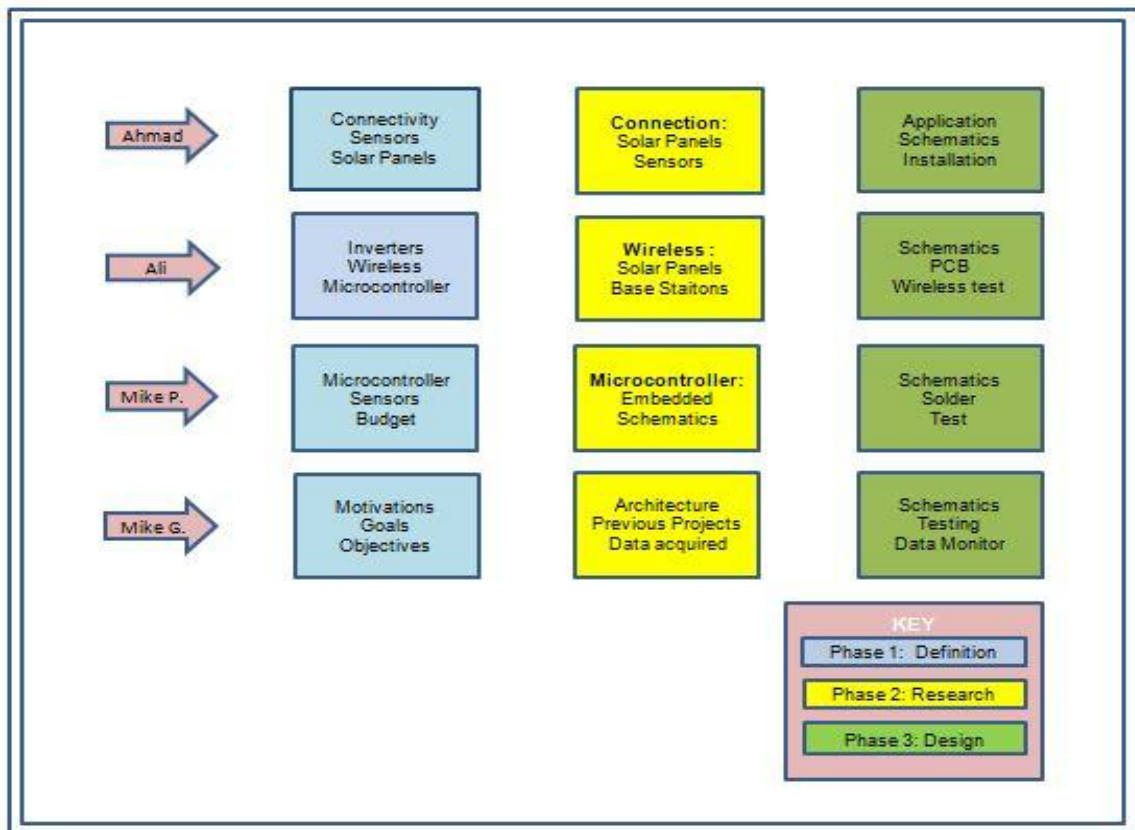 Ahmad
Connectivity
Sensors
Solar Panels
Connection:
Solar Panels
Sensors
Application
Schematics
Installation
Ali
Inverters
Wireless
Microcontroller
Wireless :
Solar Panels
Base Staitons
Schematics
PCB
Wireless test
Mike P.
Microcontroller
Sensors
Budget
Microcontroller:
Embedded
Schematics
Schematics
Solder
Test
Mike G.
Motivations
Goals
Objectives
Architecture
Previous Projects
Data acquired
Schematics
Testing
Data Monitor
KEY
Phase 1:  Definition
Phase 2: Research
Phase 3: Design